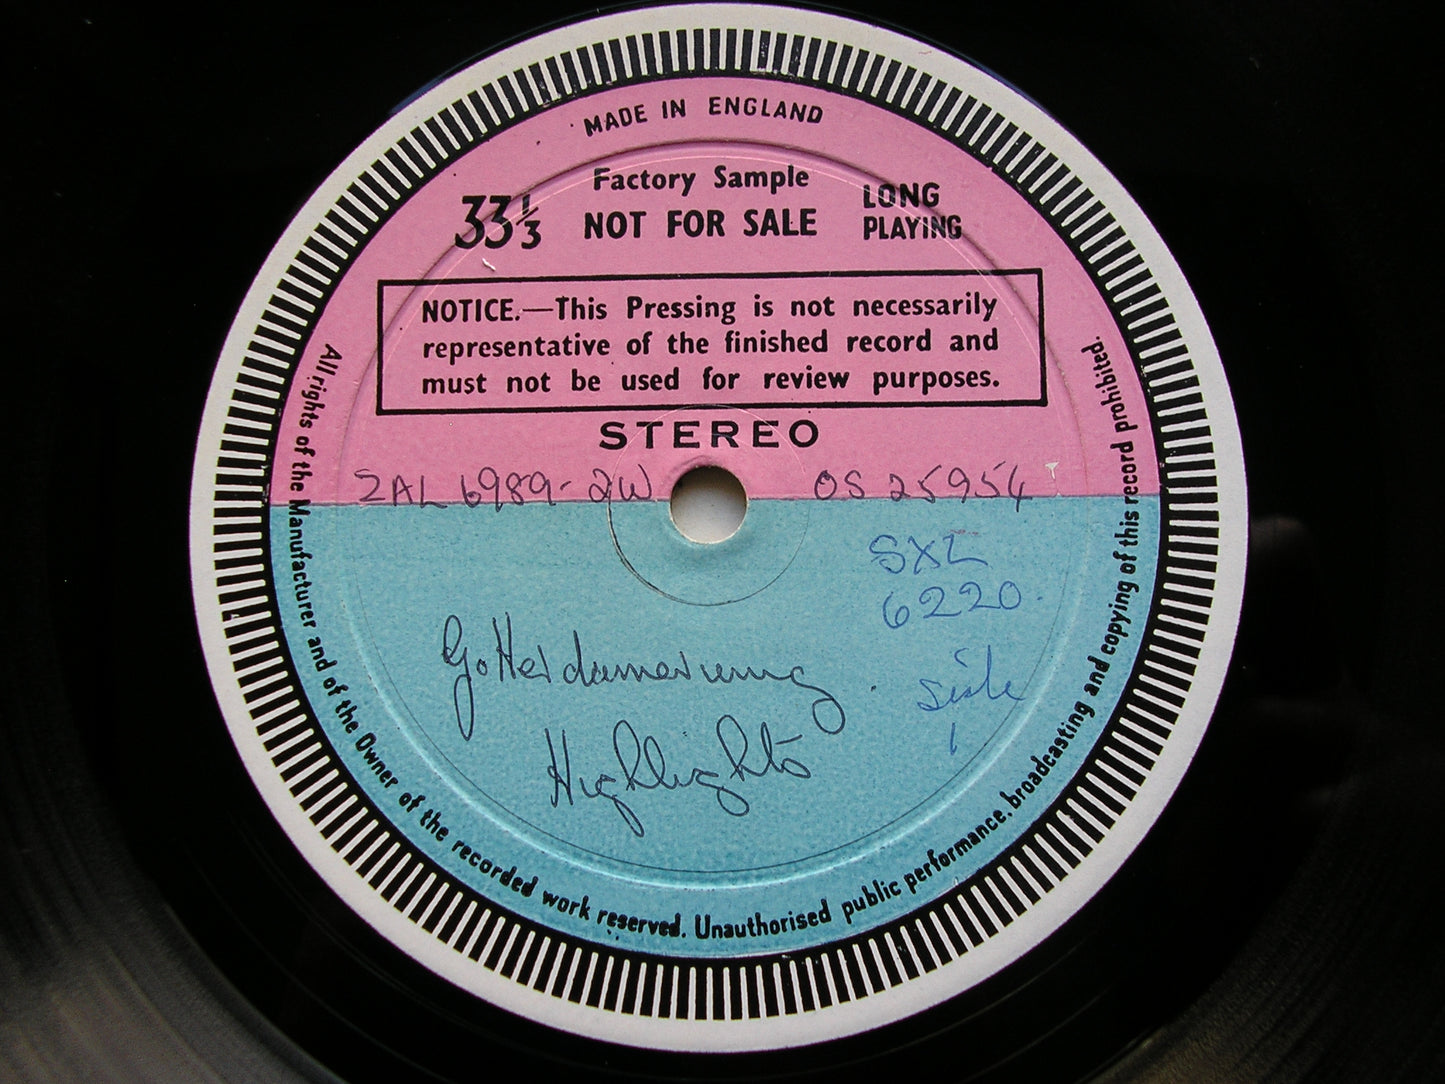 MADE IN ENGLAND
Factory Sample
33⅓ NOT FOR SALE LONG PLAYING
NOTICE.—This Pressing is not necessarily
representative of the finished record and
must not be used for review purposes.
STEREO
ZAL 6989-2W OS 25954
SXL
6220.
Gotterdamerung.
Highlights
side
1
All rights of the Manufacturer and of the Owner of the recorded work reserved. Unauthorised public performance, broadcasting and copying of this record prohibited.